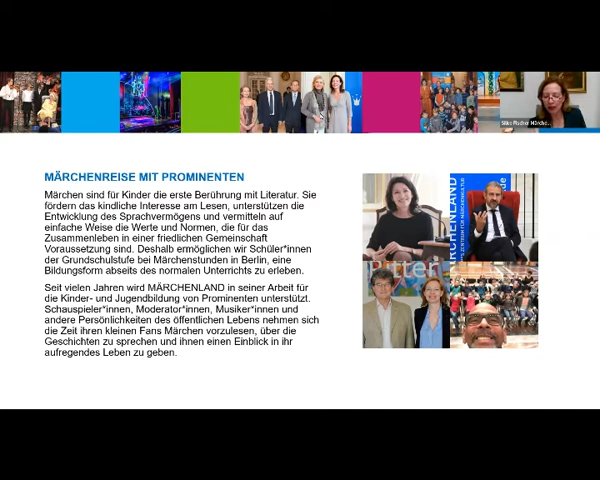 Silke Fischer Märche...
MÄRCHENREISE MIT PROMINENTEN
Märchen sind für Kinder die erste Berührung mit Literatur. Sie
fördern das kindliche Interesse am Lesen, unterstützen die
Entwicklung des Sprachvermögens und vermitteln auf
einfache Weise die Werte und Normen, die für das
Zusammenleben in einer friedlichen Gemeinschaft
Voraussetzung sind. Deshalb ermöglichen wir Schüler*innen
der Grundschulstufe bei Märchenstunden in Berlin, eine
Bildungsform abseits des normalen Unterrichts zu erleben.
Seit vielen Jahren wird MÄRCHENLAND in seiner Arbeit für
die Kinder- und Jugendbildung von Prominenten unterstützt.
Schauspieler*innen, Moderator*innen, Musiker*innen und
andere Persönlichkeiten des öffentlichen Lebens nehmen sich
die Zeit ihren kleinen Fans Märchen vorzulesen, über die
Geschichten zu sprechen und ihnen einen Einblick in ihr
aufregendes Leben zu geben.
MÄRCHENLAND